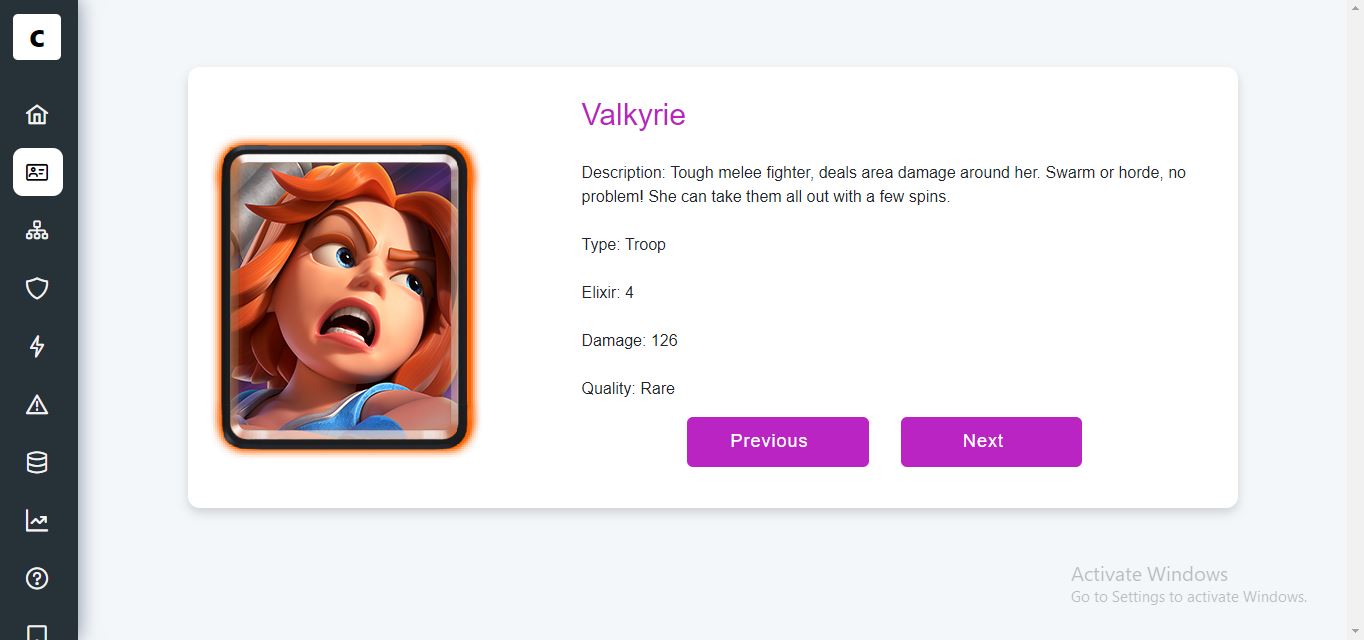 c
Valkyrie
Description: Tough melee fighter, deals area damage around her. Swarm or horde, no
problem! She can take them all out with a few spins.
Type: Troop
Elixir: 4
Damage: 126
Quality: Rare
Previous Next
Activate Windows
Go to Settings to activate Windows.